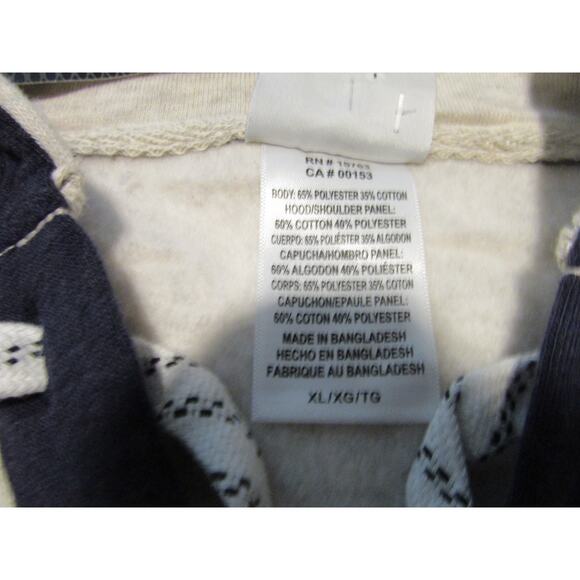 RN # 15763
CA # 00153
BODY: 65% POLYESTER 35% COTTON
HOOD/SHOULDER PANEL:
60% COTTON 40% POLYESTER
CUERPO: 65% POLIÉSTER 35% ALGODON
CAPUCHA/HOMBRO PANEL:
60% ALGODON 40% POLIÉSTER
CORPS: 65% POLYESTER 35% COTON
CAPUCHON/EPAULE PANEL:
60% COTON 40% POLYESTER
MADE IN BANGLADESH
HECHO EN BANGLADESH
FABRIQUE AU BANGLADESH
XL/XG/TG